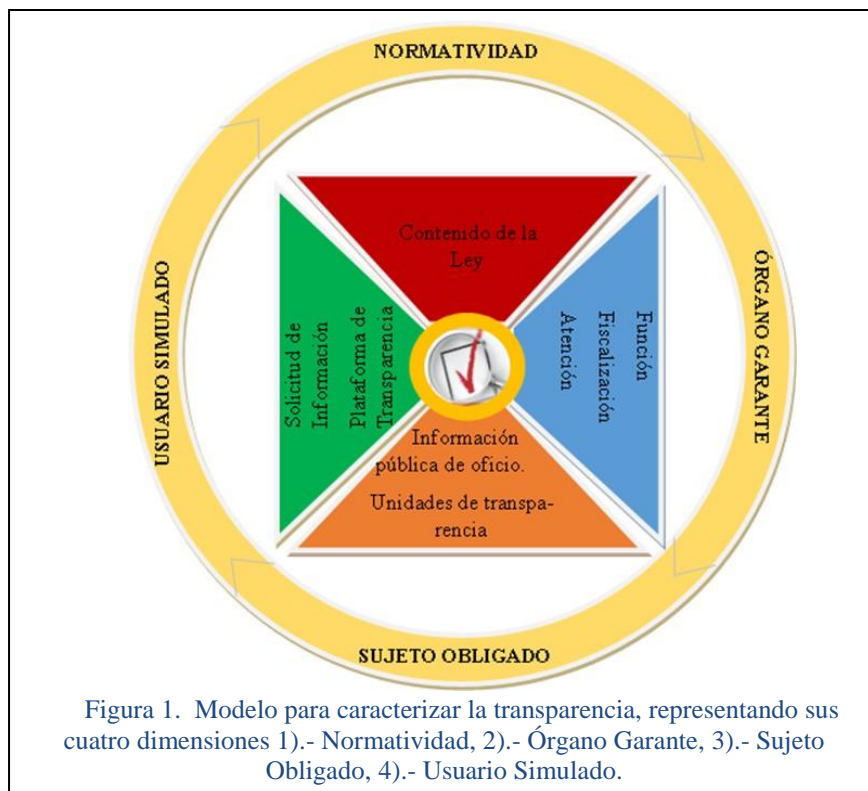 NORMATIVIDAD
ÓRGANO GARANTE
SUJETO OBLIGADO
USUARIO SIMULADO
Contenido de la
Ley
Función
Fiscalización
Atención
Información
pública de oficio.
Unidades de transpa-
rencia
Solicitud de
Información
Plataforma de
Transparencia
Figura 1. Modelo para caracterizar la transparencia, representando sus
cuatro dimensiones 1).- Normatividad, 2).- Órgano Garante, 3).- Sujeto
Obligado, 4).- Usuario Simulado.